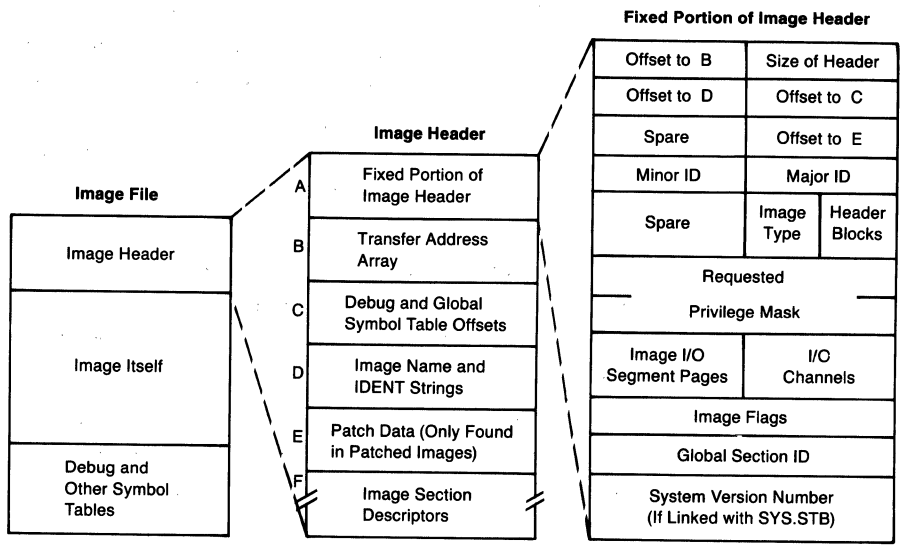 Fixed Portion of Image Header
Offset to B
Size of Header
Offset to D
Offset to C
Spare
Offset to E
Minor ID
Major ID
Spare
Image
Type
Header
Blocks
Requested
Privilege Mask
Image I/O
Segment Pages
I/O
Channels
Image Flags
Global Section ID
System Version Number
(If Linked with SYS.STB)
Image Header
A
Fixed Portion of
Image Header
B
Transfer Address
Array
C
Debug and Global
Symbol Table Offsets
D
Image Name and
IDENT Strings
E
Patch Data (Only Found
in Patched Images)
F
Image Section
Descriptors
Image File
Image Header
Image Itself
Debug and
Other Symbol
Tables